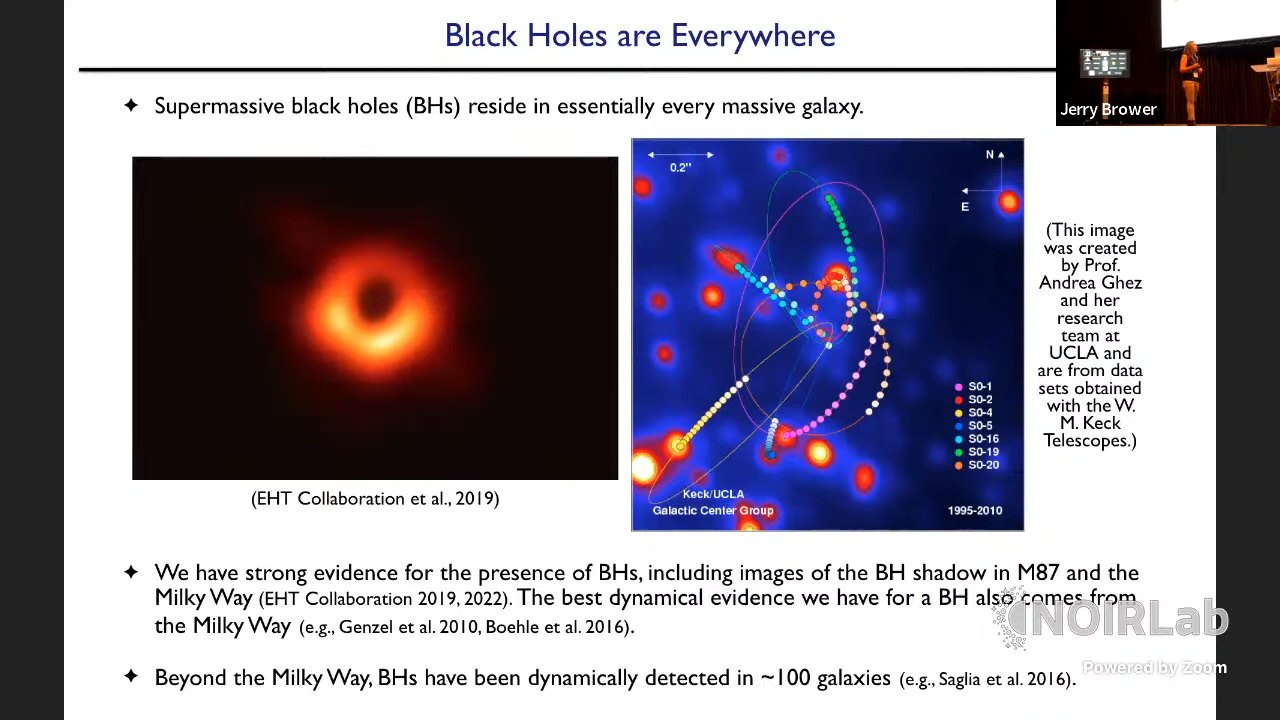 Black Holes are Everywhere
Jerry Brower
✦ Supermassive black holes (BHs) reside in essentially every massive galaxy.
0.2"
N
E
S0-1
S0-2
S0-4
S0-5
S0-16
S0-19
S0-20
Keck/UCLA
Galactic Center Group
1995-2010
(This image
was created
by Prof.
Andrea Ghez
and her
research
team at
UCLA and
are from data
sets obtained
with the W.
M. Keck
Telescopes.)
(EHT Collaboration et al., 2019)
✦ We have strong evidence for the presence of BHs, including images of the BH shadow in M87 and the
Milky Way (EHT Collaboration 2019, 2022). The best dynamical evidence we have for a BH also comes from
the Milky Way (e.g., Genzel et al. 2010, Boehle et al. 2016).
NOIRLab
Powered by Zoom
✦ Beyond the Milky Way, BHs have been dynamically detected in ~100 galaxies (e.g., Saglia et al. 2016).